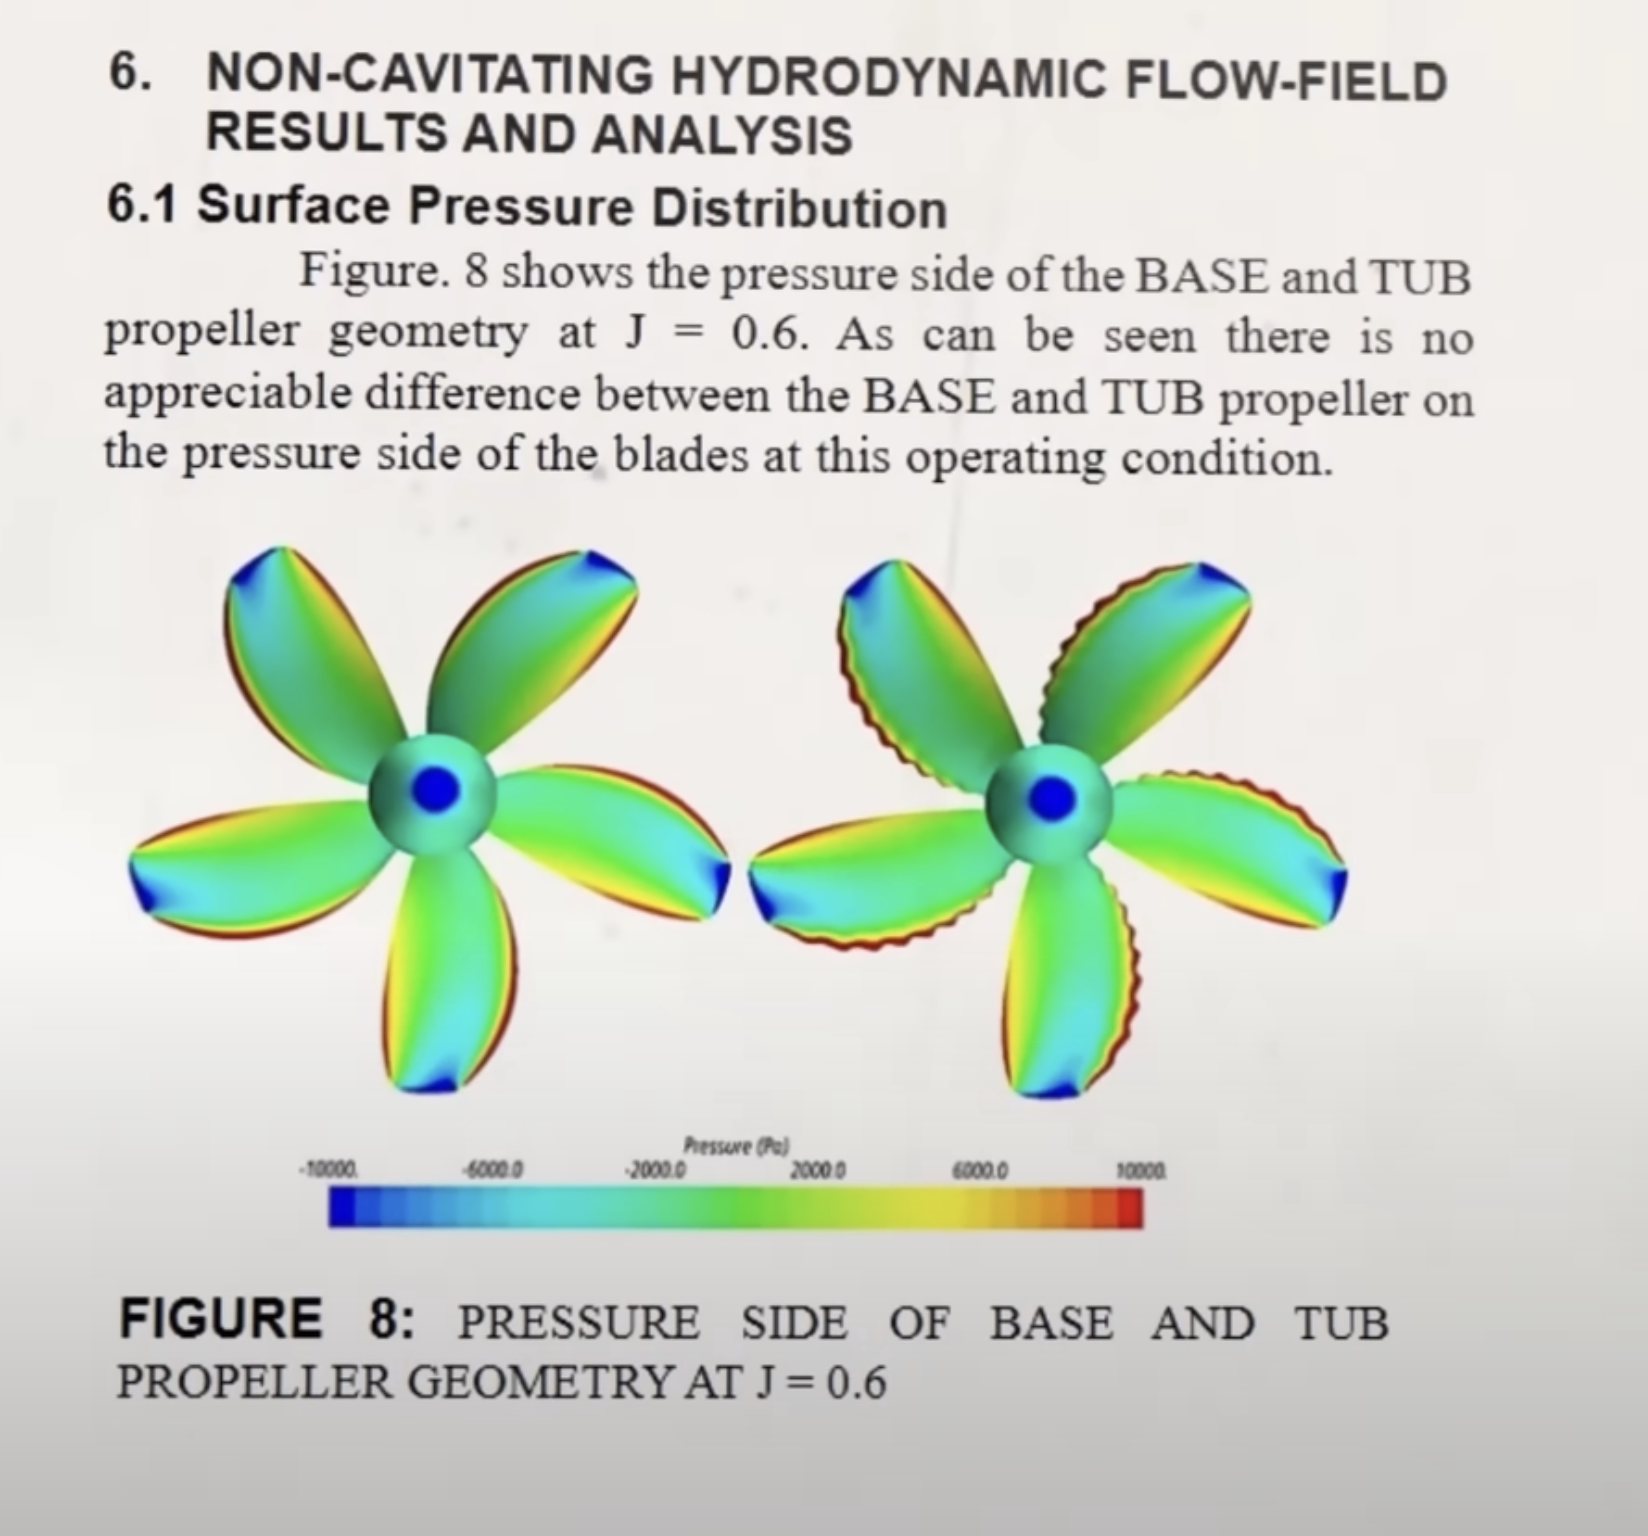 6. NON-CAVITATING HYDRODYNAMIC FLOW-FIELD
RESULTS AND ANALYSIS
6.1 Surface Pressure Distribution
Figure. 8 shows the pressure side of the BASE and TUB
propeller geometry at J = 0.6. As can be seen there is no
appreciable difference between the BASE and TUB propeller on
the pressure side of the blades at this operating condition.
Pressure (Pa)
-10000. -6000.0 -2000.0 2000.0 6000.0 10000.
FIGURE 8: PRESSURE SIDE OF BASE AND TUB
PROPELLER GEOMETRY AT J = 0.6